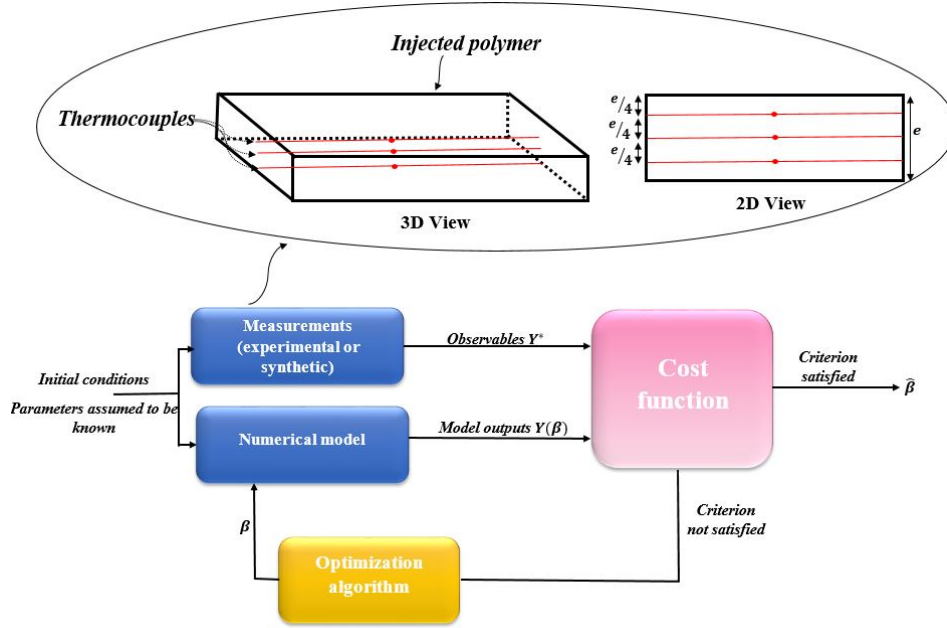 Injected polymer
Thermocouples
3D View
e/4
e/4
e/4
e
2D View
Measurements
(experimental or
synthetic)
Observables Y*
Initial conditions
Parameters assumed to be
known
Numerical model
Model outputs Y(β)
Cost
function
Criterion
satisfied
β̂
Criterion
not satisfied
β
Optimization
algorithm